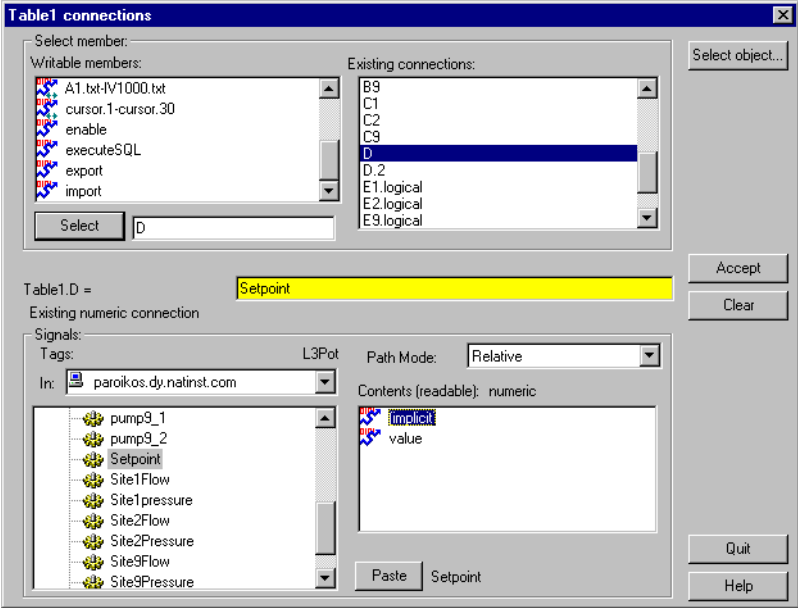 Table1 connections
Select member:
Writable members:
A1.txt-IV1000.txt
cursor.1-cursor.30
enable
executeSQL
export
import
Select
D
Existing connections:
B9
C1
C2
C9
D
D.2
E1.logical
E2.logical
E9.logical
Select object...
Accept
Clear
Table1.D =
Setpoint
Existing numeric connection
Signals:
Tags:
L3Pot
In:
paroikos.dy.natinst.com
pump9_1
pump9_2
Setpoint
Site1Flow
Site1pressure
Site2Flow
Site2Pressure
Site9Flow
Site9Pressure
Path Mode:
Relative
Contents (readable): numeric
implicit
value
Paste
Setpoint
Quit
Help